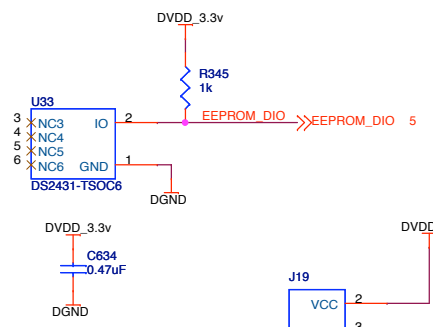 DVDD_3.3v
R345
1k
U33
3 NC3 IO 2
4 NC4
5 NC5
6 NC6 GND 1
DS2431-TSOC6
EEPROM_DIO
EEPROM_DIO 5
DGND
DVDD_3.3v
C634
0.47uF
DGND
DVDD
J19
VCC 2
3